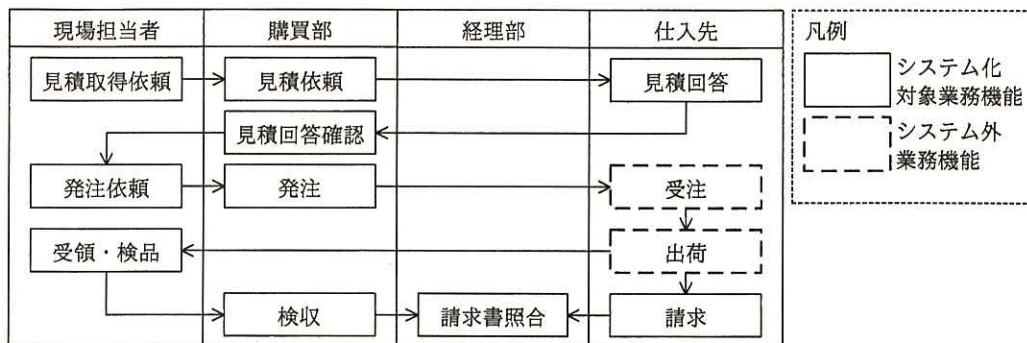 現場担当者 購買部 経理部 仕入先
見積取得依頼 見積依頼 見積回答
見積回答確認
発注依頼 発注 受注
受領・検品 出荷
検収 請求書照合 請求
凡例
システム化
対象業務機能
システム外
業務機能